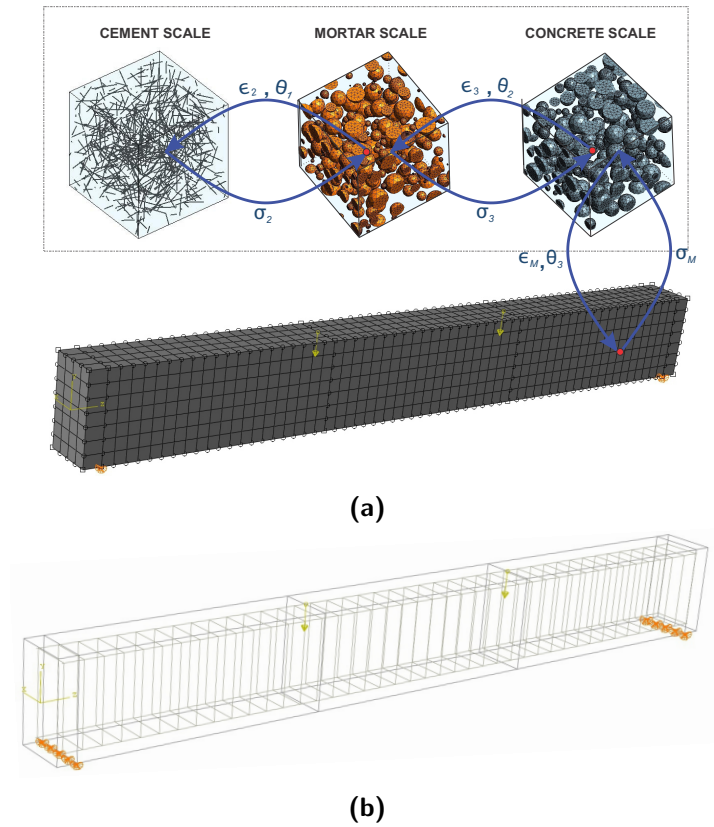 CEMENT SCALE MORTAR SCALE CONCRETE SCALE
ϵ₂ , θ₁ ϵ₃ , θ₂
σ₂ σ₃
ϵM , θ₃ σM
(a)
(b)